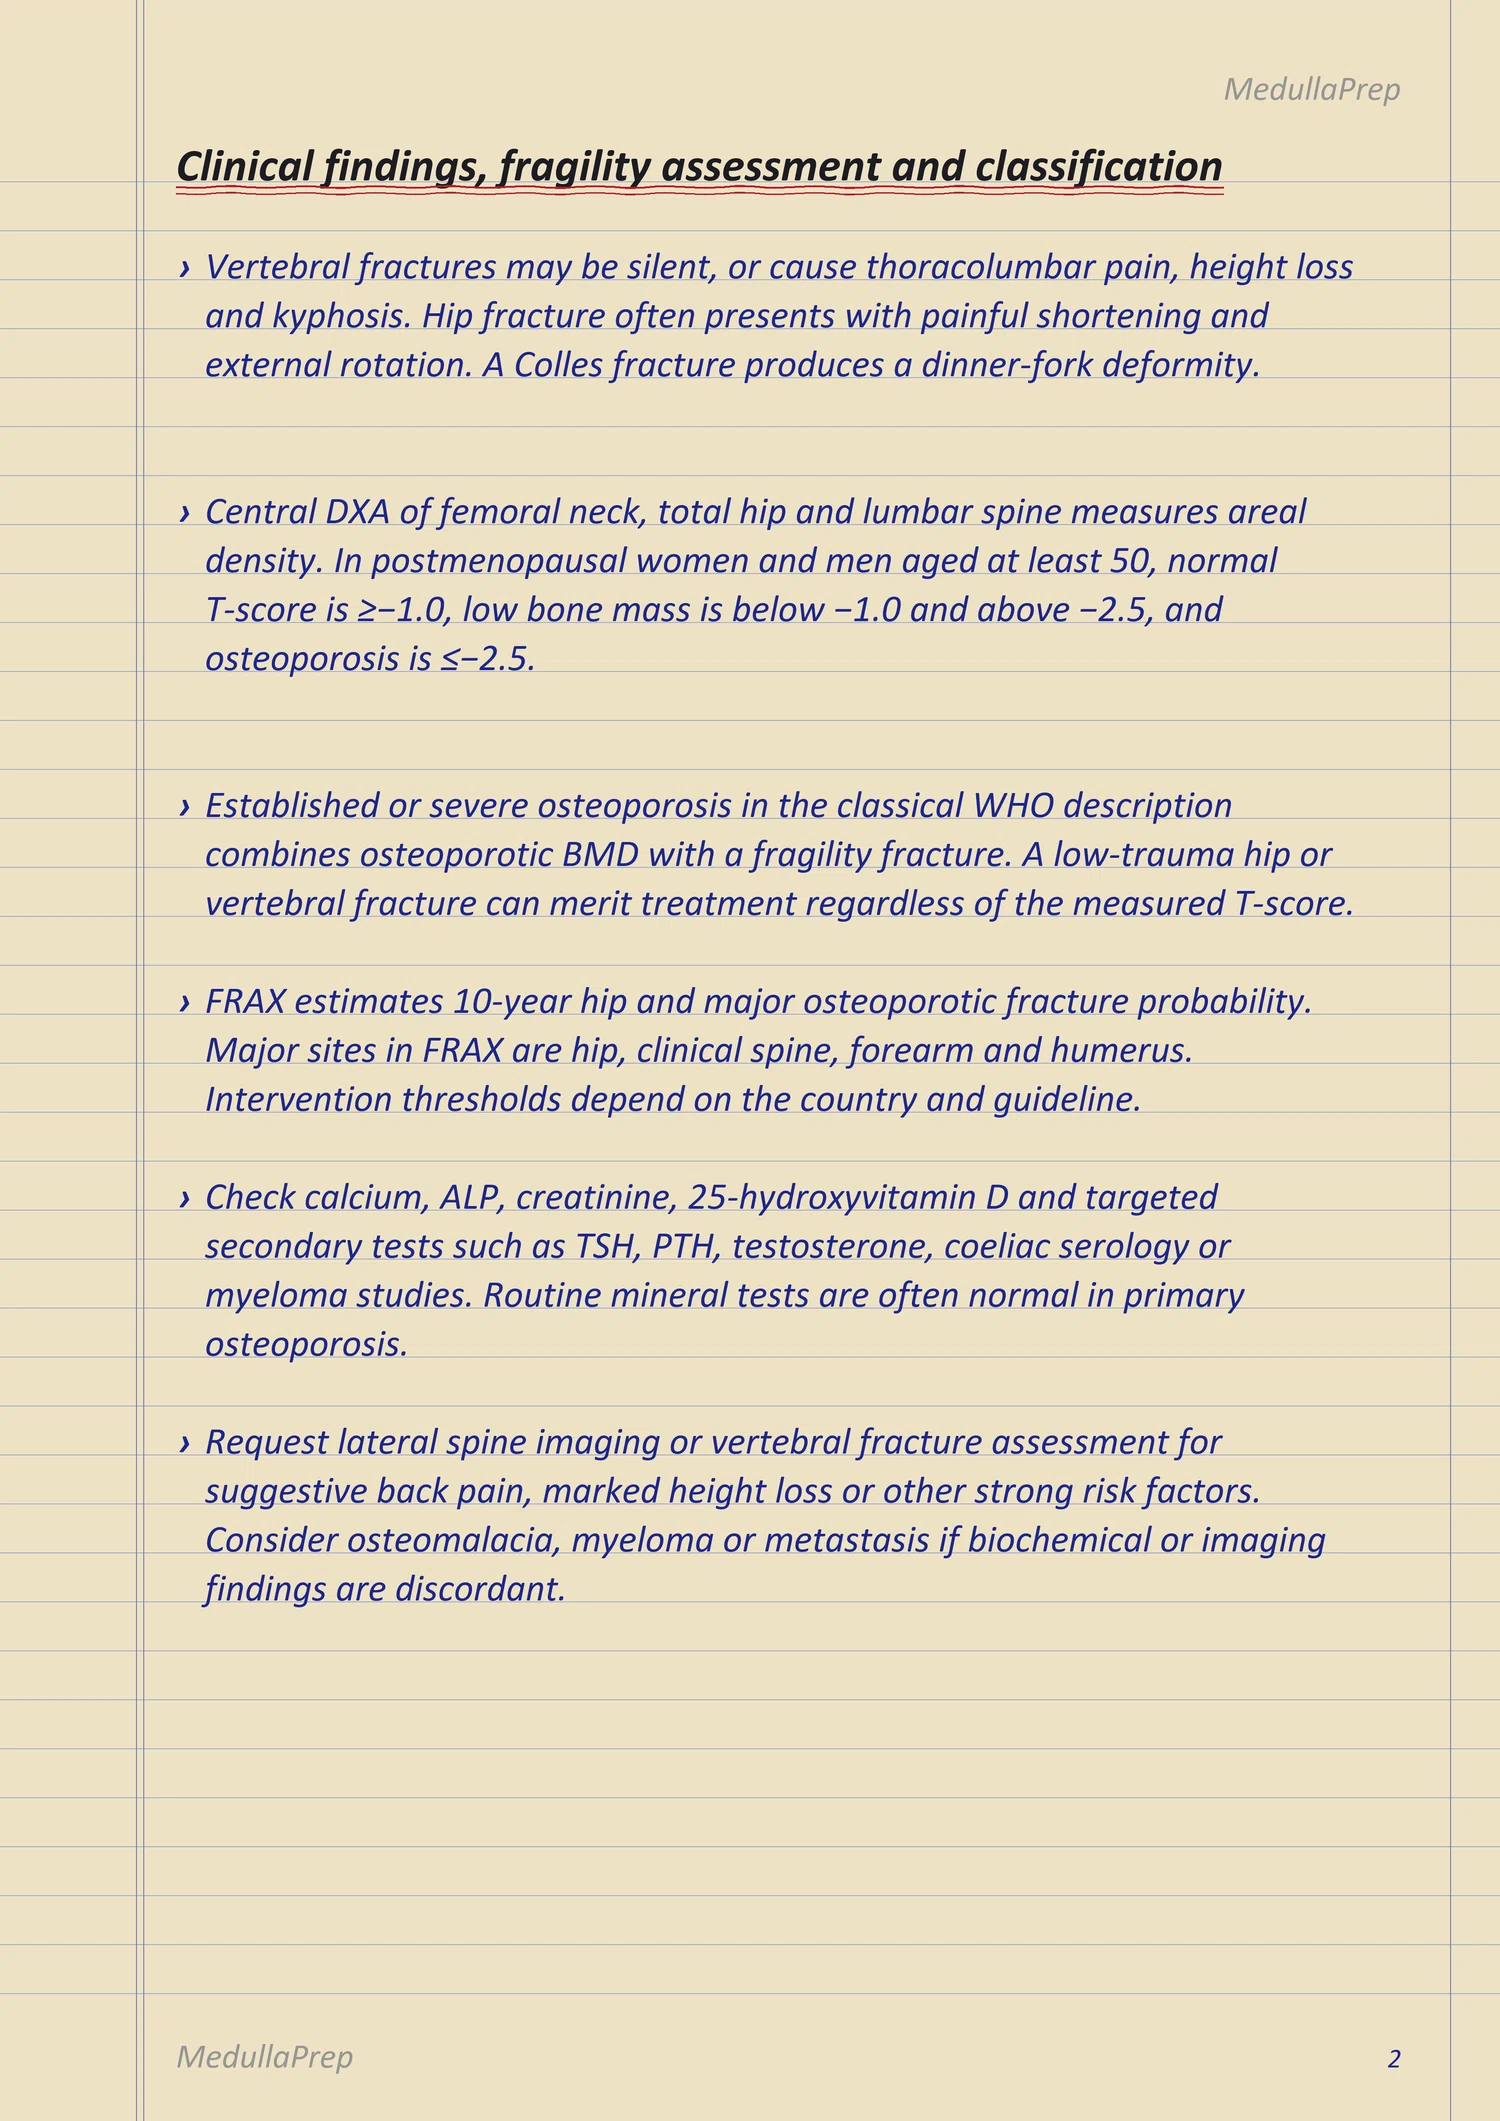 MedullaPrep
Clinical findings, fragility assessment and classification
› Vertebral fractures may be silent, or cause thoracolumbar pain, height loss
and kyphosis. Hip fracture often presents with painful shortening and
external rotation. A Colles fracture produces a dinner-fork deformity.
› Central DXA of femoral neck, total hip and lumbar spine measures areal
density. In postmenopausal women and men aged at least 50, normal
T-score is ≥−1.0, low bone mass is below −1.0 and above −2.5, and
osteoporosis is ≤−2.5.
› Established or severe osteoporosis in the classical WHO description
combines osteoporotic BMD with a fragility fracture. A low-trauma hip or
vertebral fracture can merit treatment regardless of the measured T-score.
› FRAX estimates 10-year hip and major osteoporotic fracture probability.
Major sites in FRAX are hip, clinical spine, forearm and humerus.
Intervention thresholds depend on the country and guideline.
› Check calcium, ALP, creatinine, 25-hydroxyvitamin D and targeted
secondary tests such as TSH, PTH, testosterone, coeliac serology or
myeloma studies. Routine mineral tests are often normal in primary
osteoporosis.
› Request lateral spine imaging or vertebral fracture assessment for
suggestive back pain, marked height loss or other strong risk factors.
Consider osteomalacia, myeloma or metastasis if biochemical or imaging
findings are discordant.
MedullaPrep
2